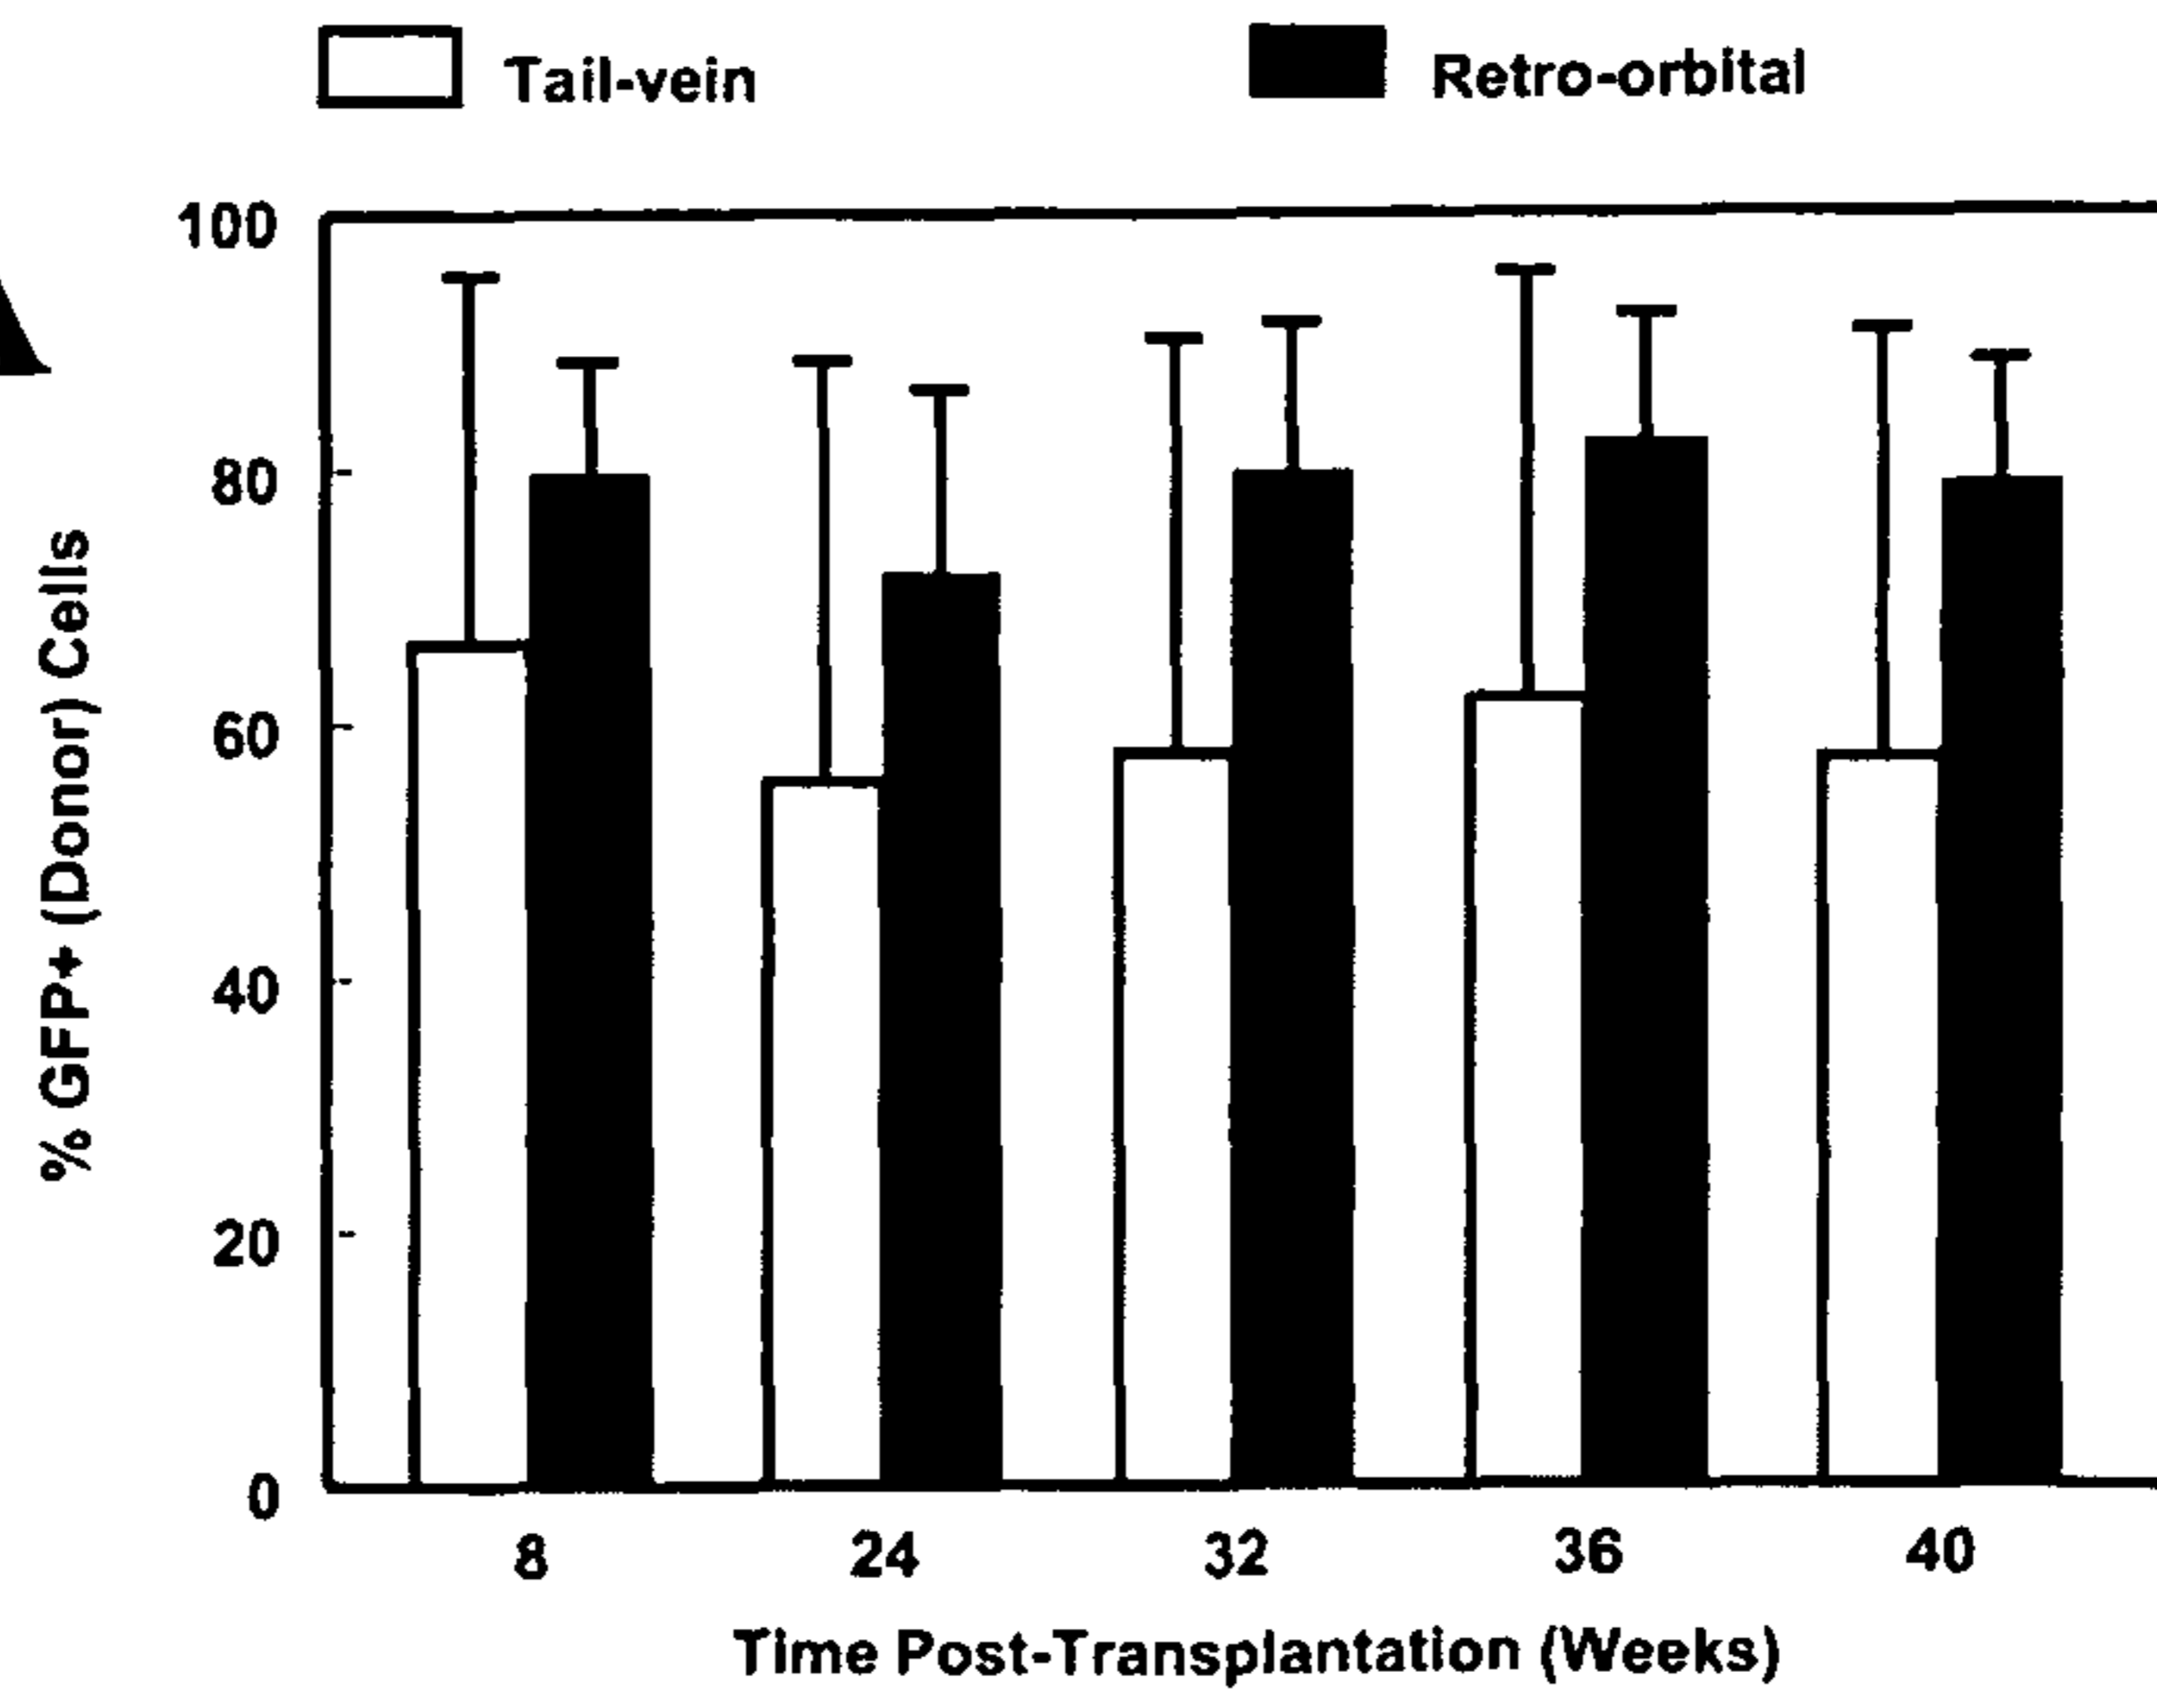 Tail-vein Retro-orbital
100
80
60
40
20
0
% GFP+ (Donor) Cells
8 24 32 36 40
Time Post-Transplantation (Weeks)